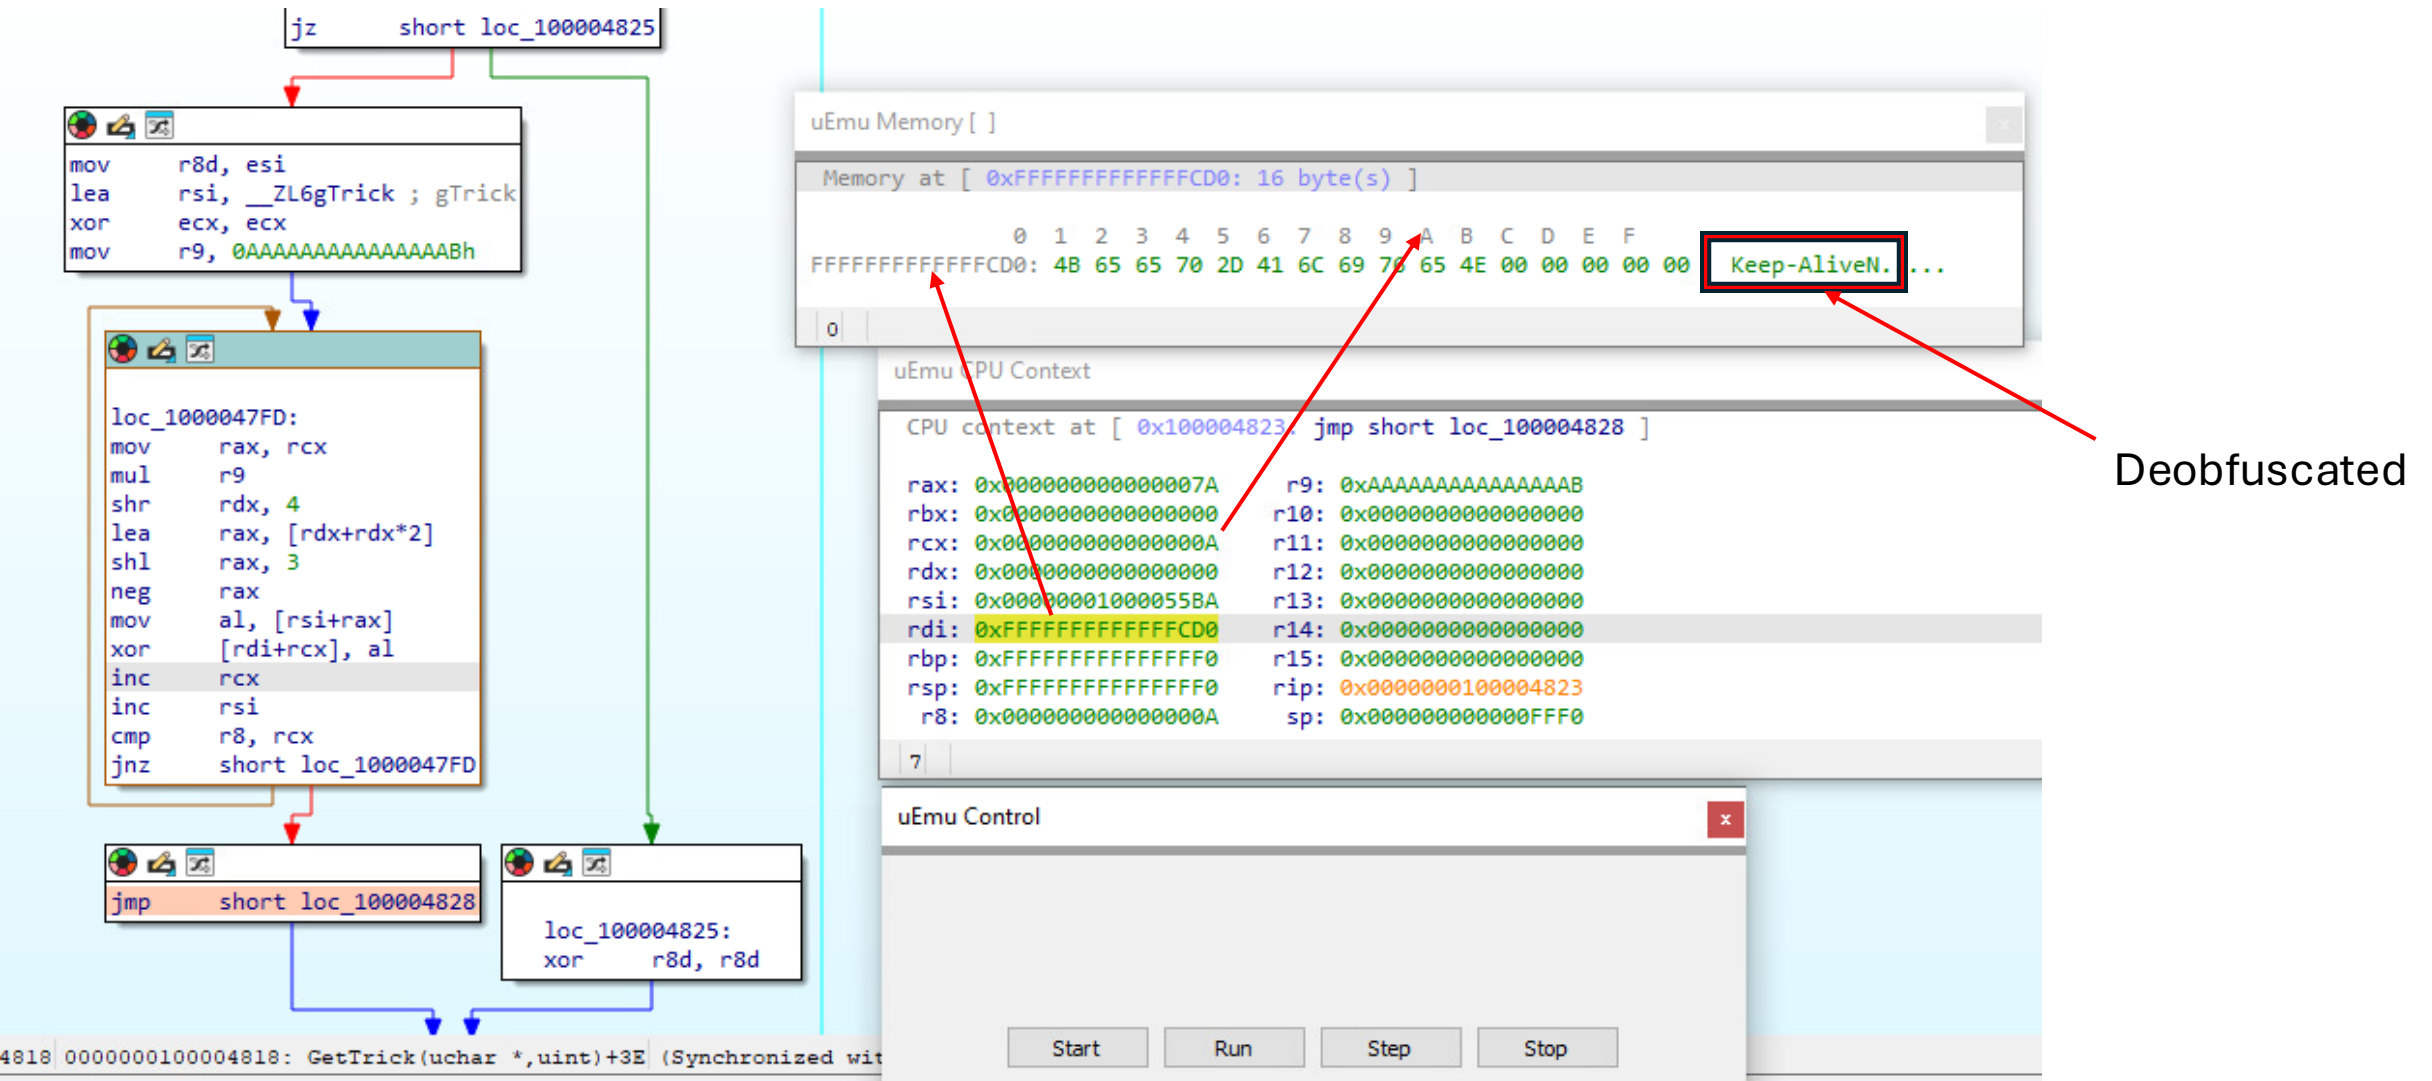 jz short loc_100004825
mov r8d, esi
lea rsi, __ZL6gTrick ; gTrick
xor ecx, ecx
mov r9, 0AAAAAAAAAAAAAAABh
loc_1000047FD:
mov rax, rcx
mul r9
shr rdx, 4
lea rax, [rdx+rdx*2]
shl rax, 3
neg rax
mov al, [rsi+rax]
xor [rdi+rcx], al
inc rcx
inc rsi
cmp r8, rcx
jnz short loc_1000047FD
jmp short loc_100004828
loc_100004825:
xor r8d, r8d
4818 0000000100004818: GetTrick(uchar *,uint)+3E (Synchronized wit
uEmu Memory [ ]
x
Memory at [ 0xFFFFFFFFFFFFFCD0: 16 byte(s) ]
0 1 2 3 4 5 6 7 8 9 A B C D E F
FFFFFFFFFFFFFCD0: 4B 65 65 70 2D 41 6C 69 76 65 4E 00 00 00 00 00 Keep-AliveN.....
0
uEmu CPU Context
CPU context at [ 0x100004823: jmp short loc_100004828 ]
rax: 0x000000000000007A r9: 0xAAAAAAAAAAAAAAAB
rbx: 0x0000000000000000 r10: 0x0000000000000000
rcx: 0x000000000000000A r11: 0x0000000000000000
rdx: 0x0000000000000000 r12: 0x0000000000000000
rsi: 0x00000001000055BA r13: 0x0000000000000000
rdi: 0xFFFFFFFFFFFFFCD0 r14: 0x0000000000000000
rbp: 0xFFFFFFFFFFFFFFF0 r15: 0x0000000000000000
rsp: 0xFFFFFFFFFFFFFFF0 rip: 0x0000000100004823
r8: 0x000000000000000A sp: 0x000000000000FFF0
7
uEmu Control
x
Start Run Step Stop
Deobfuscated